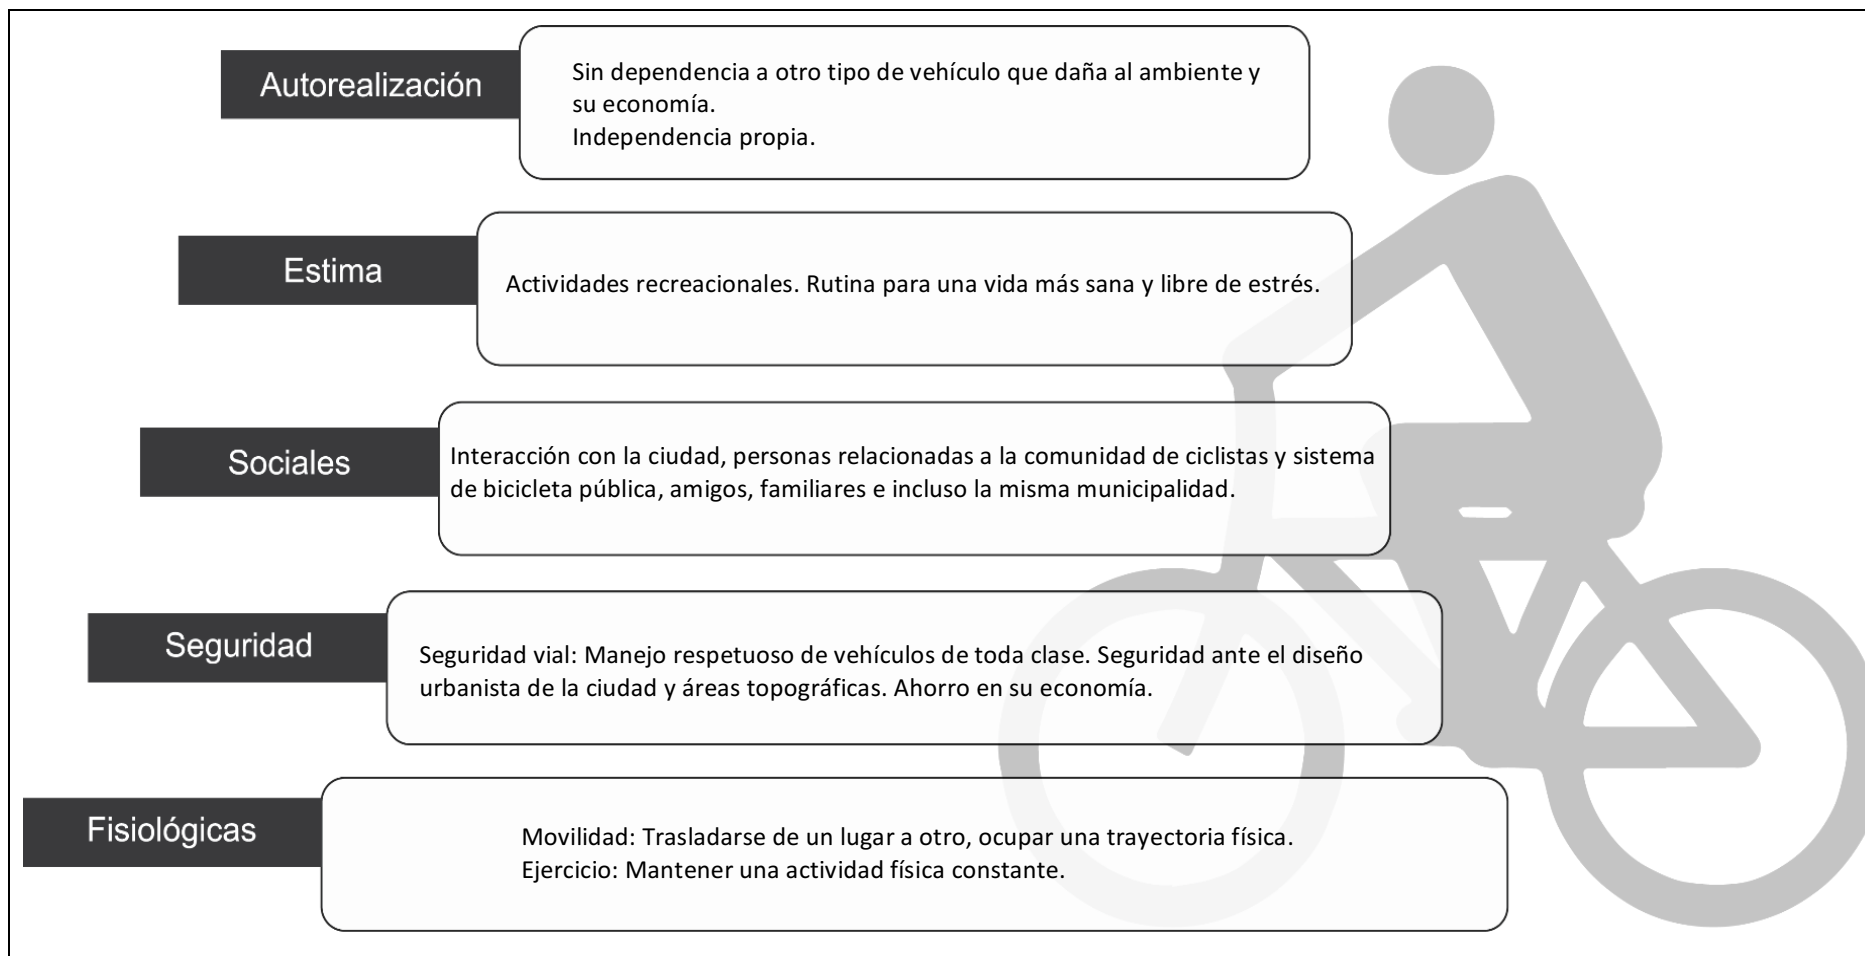 Autorealización
Sin dependencia a otro tipo de vehículo que daña al ambiente y
su economía.
Independencia propia.
Estima
Actividades recreacionales. Rutina para una vida más sana y libre de estrés.
Sociales
Interacción con la ciudad, personas relacionadas a la comunidad de ciclistas y sistema
de bicicleta pública, amigos, familiares e incluso la misma municipalidad.
Seguridad
Seguridad vial: Manejo respetuoso de vehículos de toda clase. Seguridad ante el diseño
urbanista de la ciudad y áreas topográficas. Ahorro en su economía.
Fisiológicas
Movilidad: Trasladarse de un lugar a otro, ocupar una trayectoria física.
Ejercicio: Mantener una actividad física constante.